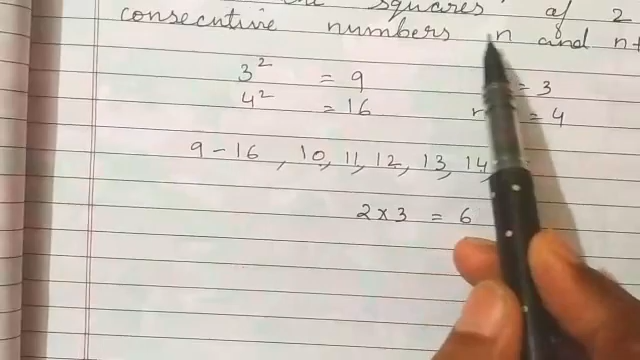 squares of 2
consecutive numbers n and n+
3² = 9 = 3
4² = 16 = 4
9 - 16 , 10, 11, 12, 13, 14,
2 × 3 = 6